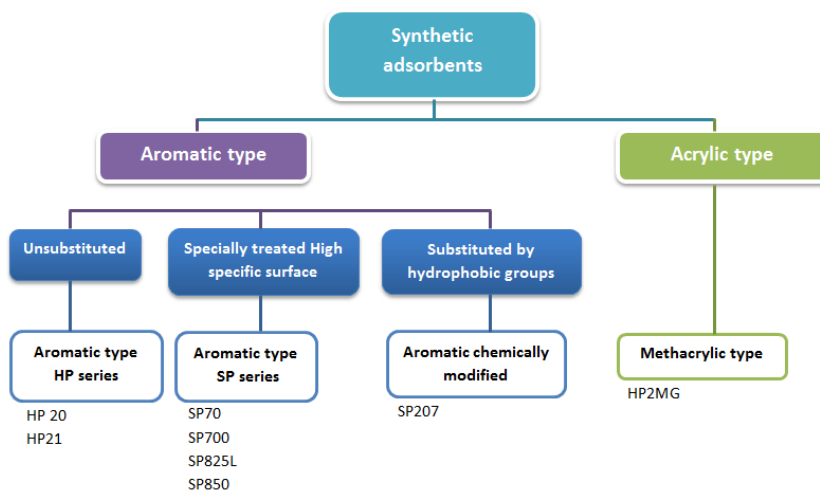 Synthetic
adsorbents
Aromatic type
Acrylic type
Unsubstituted
Specially treated High
specific surface
Substituted by
hydrophobic groups
Aromatic type
HP series
Aromatic type
SP series
Aromatic chemically
modified
Methacrylic type
HP 20
HP21
SP70
SP700
SP825L
SP850
SP207
HP2MG